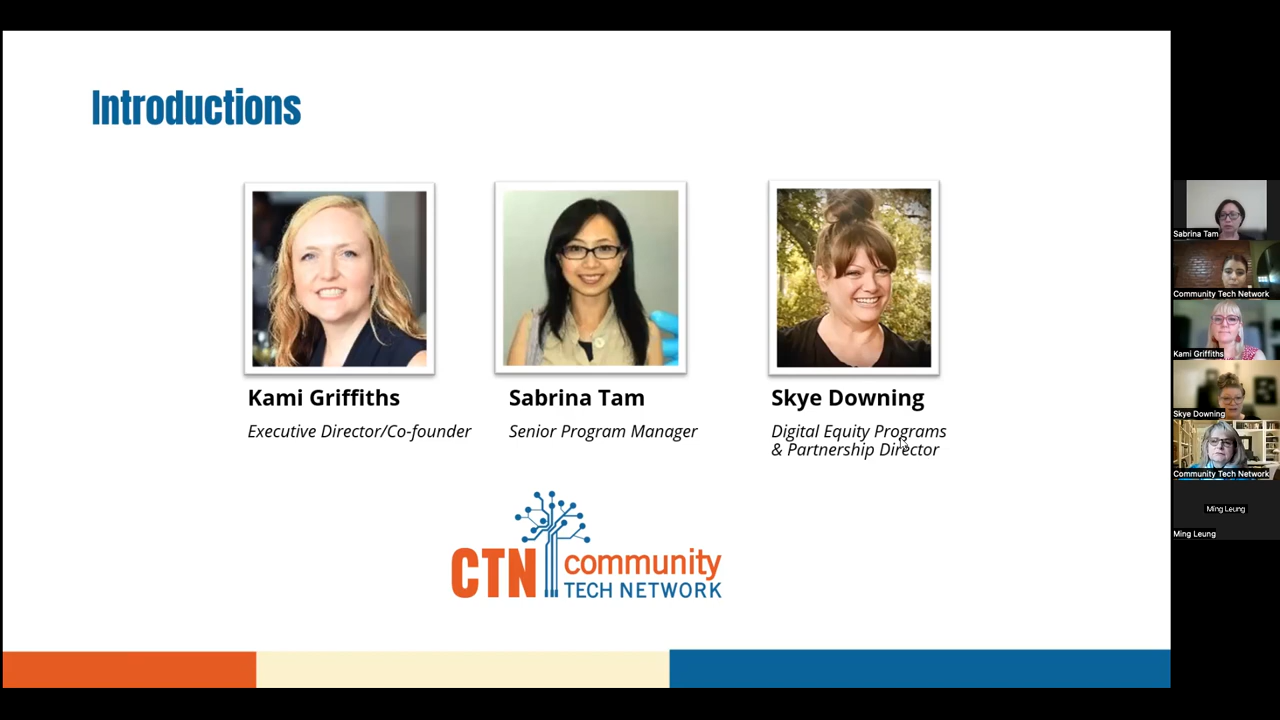 Introductions
Kami Griffiths
Executive Director/Co-founder
Sabrina Tam
Senior Program Manager
Skye Downing
Digital Equity Programs
& Partnership Director
CTN community
TECH NETWORK
Sabrina Tam
Community Tech Network
Kami Griffiths
Skye Downing
Community Tech Network
Ming Leung
Ming Leung